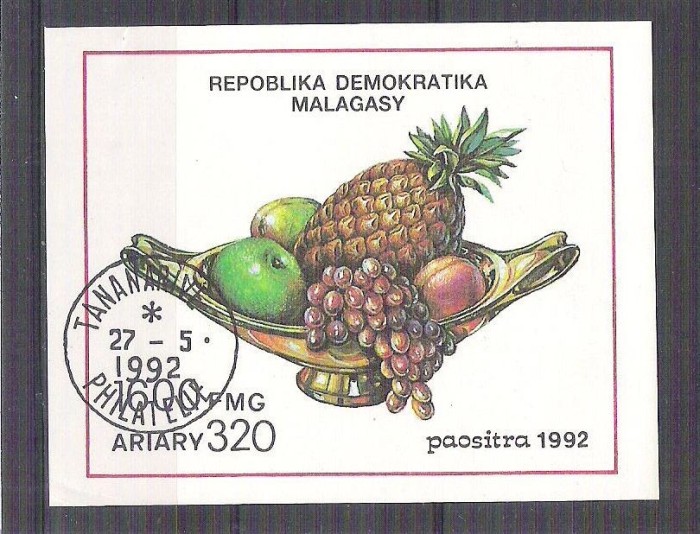 REPOBLIKA DEMOKRATIKA
MALAGASY
TANANARIVE
*
27 - 5 ·
1992
PHILATELIE
1600 FMG
ARIARY 320
paositra 1992